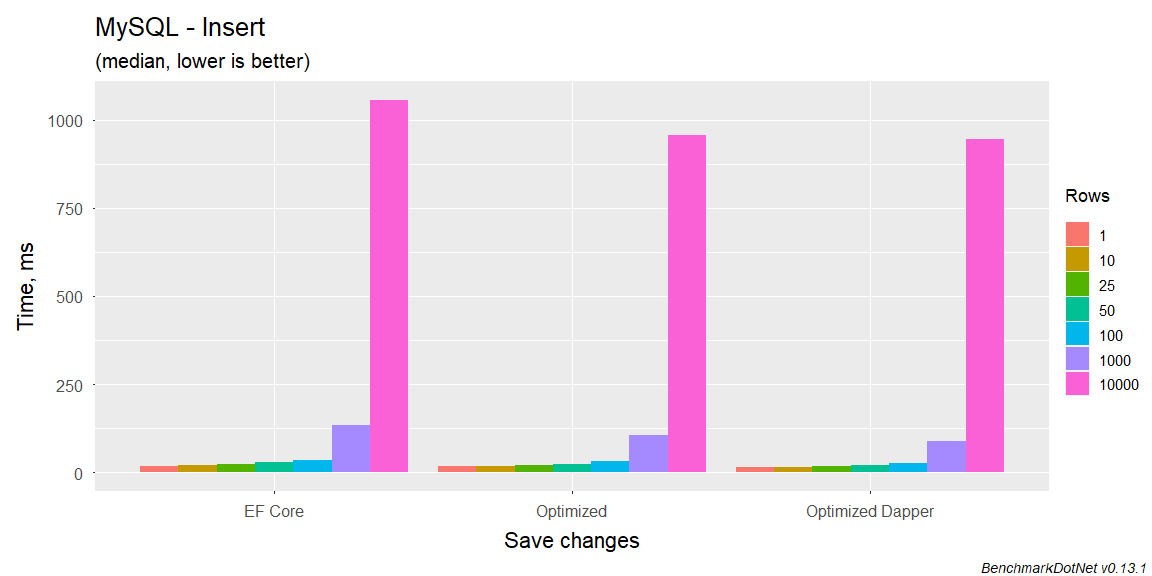 MySQL - Insert
(median, lower is better)
Time, ms
1000
750
500
250
0
EF Core
Optimized
Optimized Dapper
Save changes
Rows
1
10
25
50
100
1000
10000
BenchmarkDotNet v0.13.1